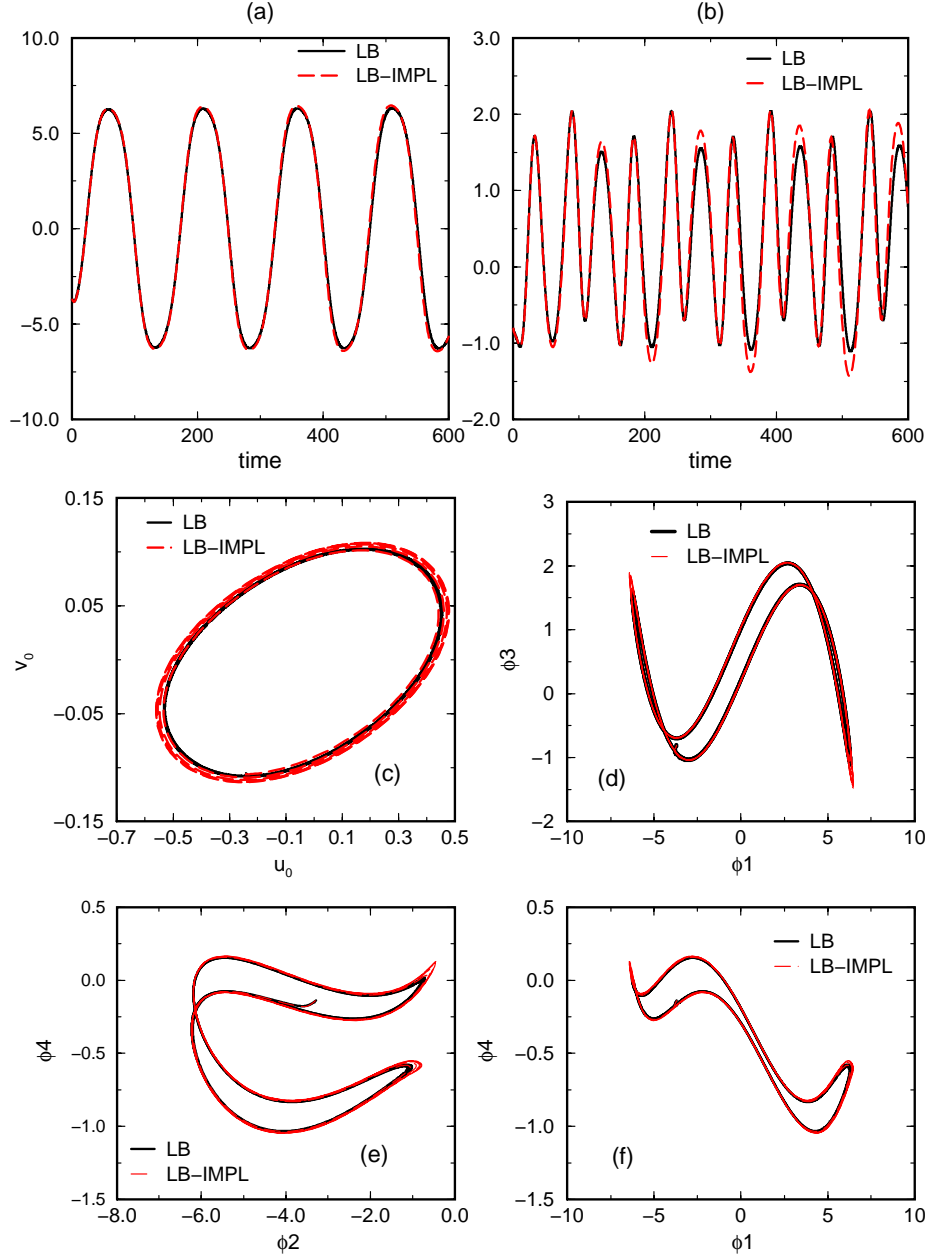 (a)
(b)
10.0
5.0
0.0
−5.0
−10.0
LB
LB−IMPL
0
200
400
600
time
3.0
2.0
1.0
0.0
−1.0
−2.0
LB
LB−IMPL
0
200
400
600
time
0.15
0.05
−0.05
−0.15
v₀
LB
LB−IMPL
(c)
−0.7
−0.5
−0.3
−0.1
0.1
0.3
0.5
u₀
3
2
1
0
−1
−2
ϕ3
LB
LB−IMPL
(d)
−10
−5
0
5
10
ϕ1
0.5
0.0
−0.5
−1.0
−1.5
ϕ4
LB
LB−IMPL
(e)
−8.0
−6.0
−4.0
−2.0
0.0
ϕ2
0.5
0.0
−0.5
−1.0
−1.5
ϕ4
LB
LB−IMPL
(f)
−10
−5
0
5
10
ϕ1